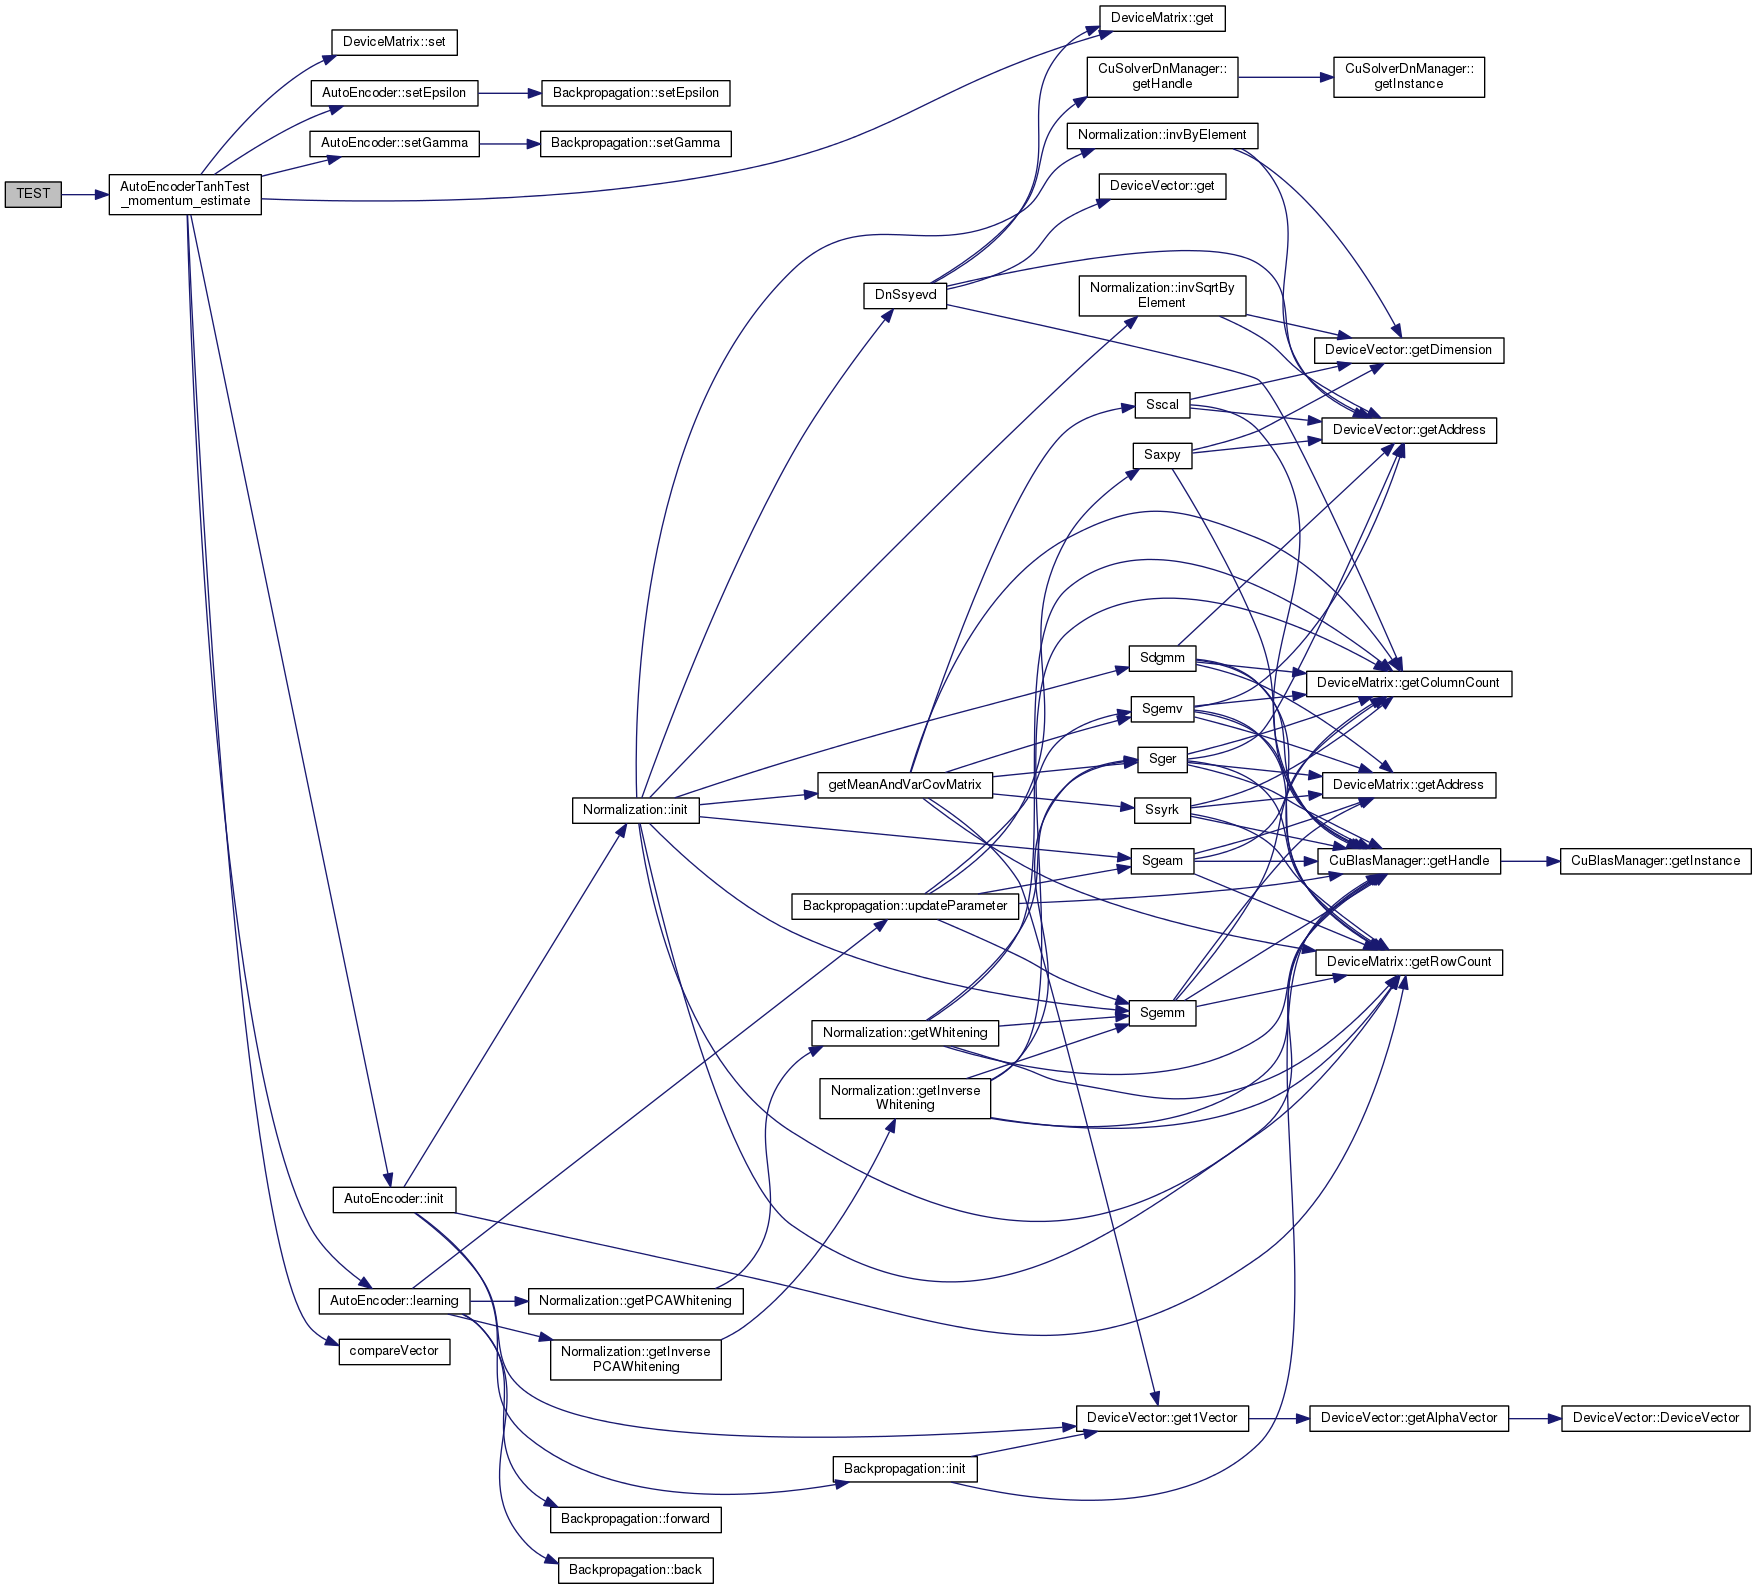 TEST
AutoEncoderTanhTest
_momentum_estimate
DeviceMatrix::set
AutoEncoder::setEpsilon
AutoEncoder::setGamma
AutoEncoder::init
AutoEncoder::learning
compareVector
Backpropagation::setEpsilon
Backpropagation::setGamma
Normalization::init
Normalization::getPCAWhitening
Normalization::getInverse
PCAWhitening
Backpropagation::forward
Backpropagation::back
DnSsyevd
getMeanAndVarCovMatrix
Backpropagation::updateParameter
Normalization::getWhitening
Normalization::getInverse
Whitening
Backpropagation::init
DeviceMatrix::get
CuSolverDnManager::
getHandle
Normalization::invByElement
DeviceVector::get
Normalization::invSqrtBy
Element
Sscal
Saxpy
Sdgmm
Sgemv
Sger
Ssyrk
Sgeam
Sgemm
DeviceVector::get1Vector
CuSolverDnManager::
getInstance
DeviceVector::getDimension
DeviceVector::getAddress
DeviceMatrix::getColumnCount
DeviceMatrix::getAddress
CuBlasManager::getHandle
DeviceMatrix::getRowCount
DeviceVector::getAlphaVector
CuBlasManager::getInstance
DeviceVector::DeviceVector